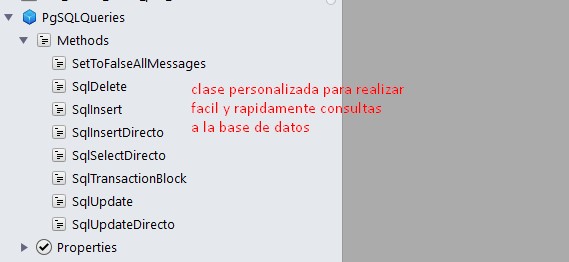 PgSQLQueries
Methods
SetToFalseAllMessages
SqlDelete
SqlInsert
SqlInsertDirecto
SqlSelectDirecto
SqlTransactionBlock
SqlUpdate
SqlUpdateDirecto
Properties
clase personalizada para realizar
facil y rapidamente consultas
a la base de datos